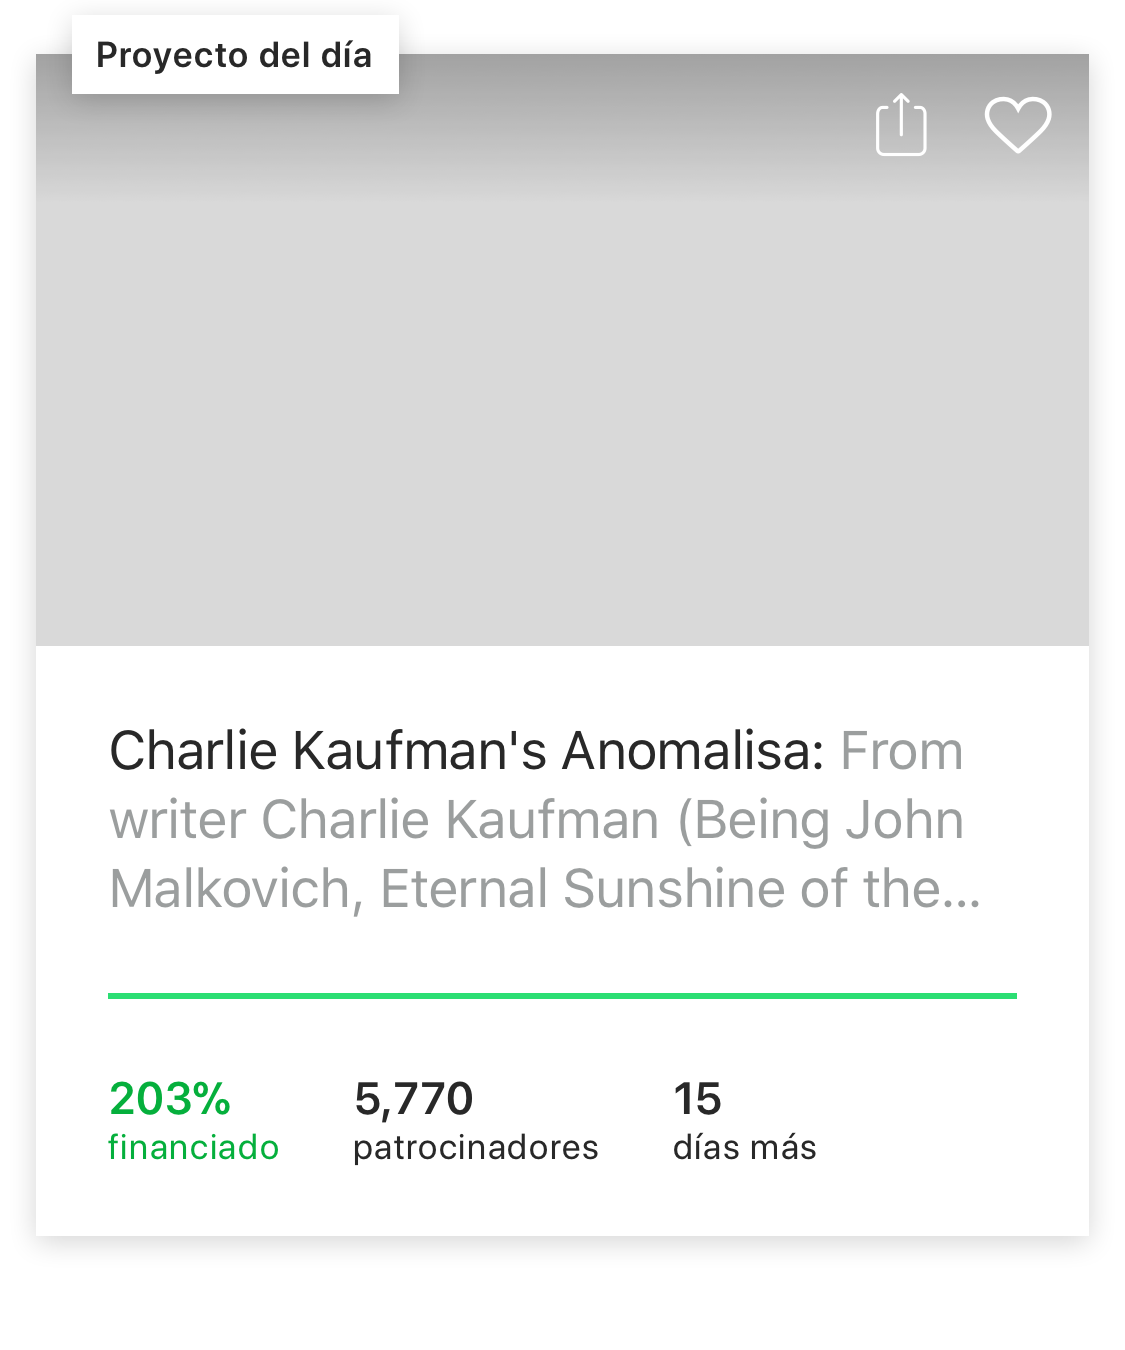 Proyecto del día
Charlie Kaufman's Anomalisa: From
writer Charlie Kaufman (Being John
Malkovich, Eternal Sunshine of the...
203%
financiado
5,770
patrocinadores
15
días más